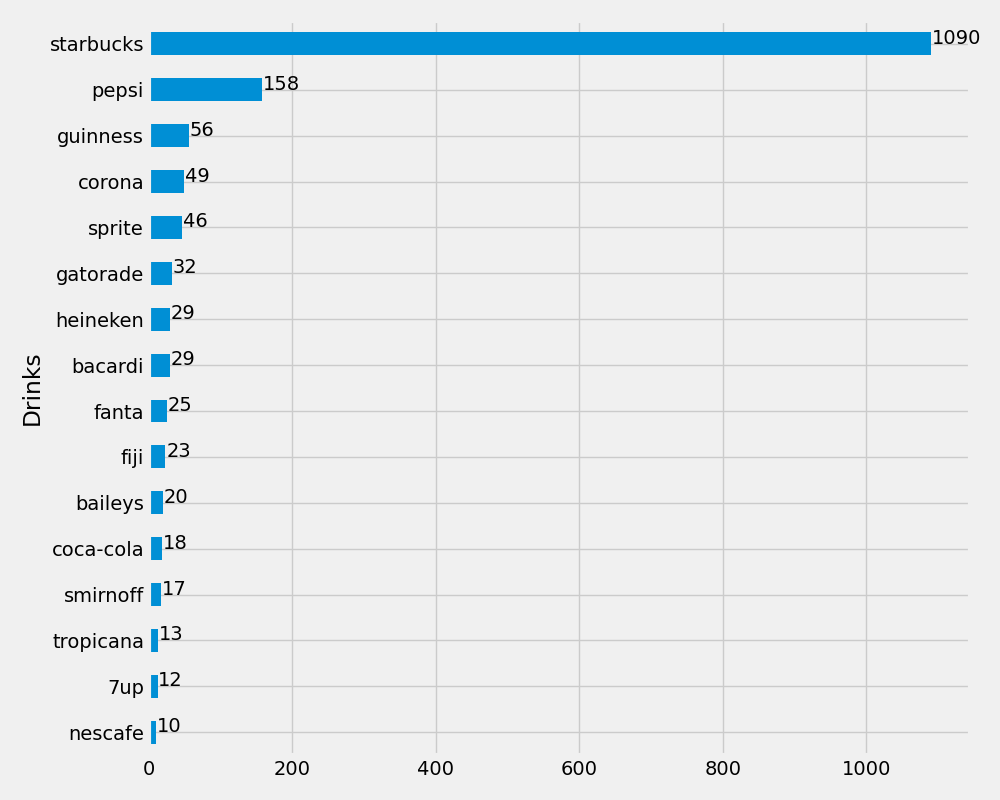 starbucks 1090
pepsi 158
guinness 56
corona 49
sprite 46
gatorade 32
heineken 29
bacardi 29
fanta 25
fiji 23
baileys 20
coca-cola 18
smirnoff 17
tropicana 13
7up 12
nescafe 10
0 200 400 600 800 1000
Drinks